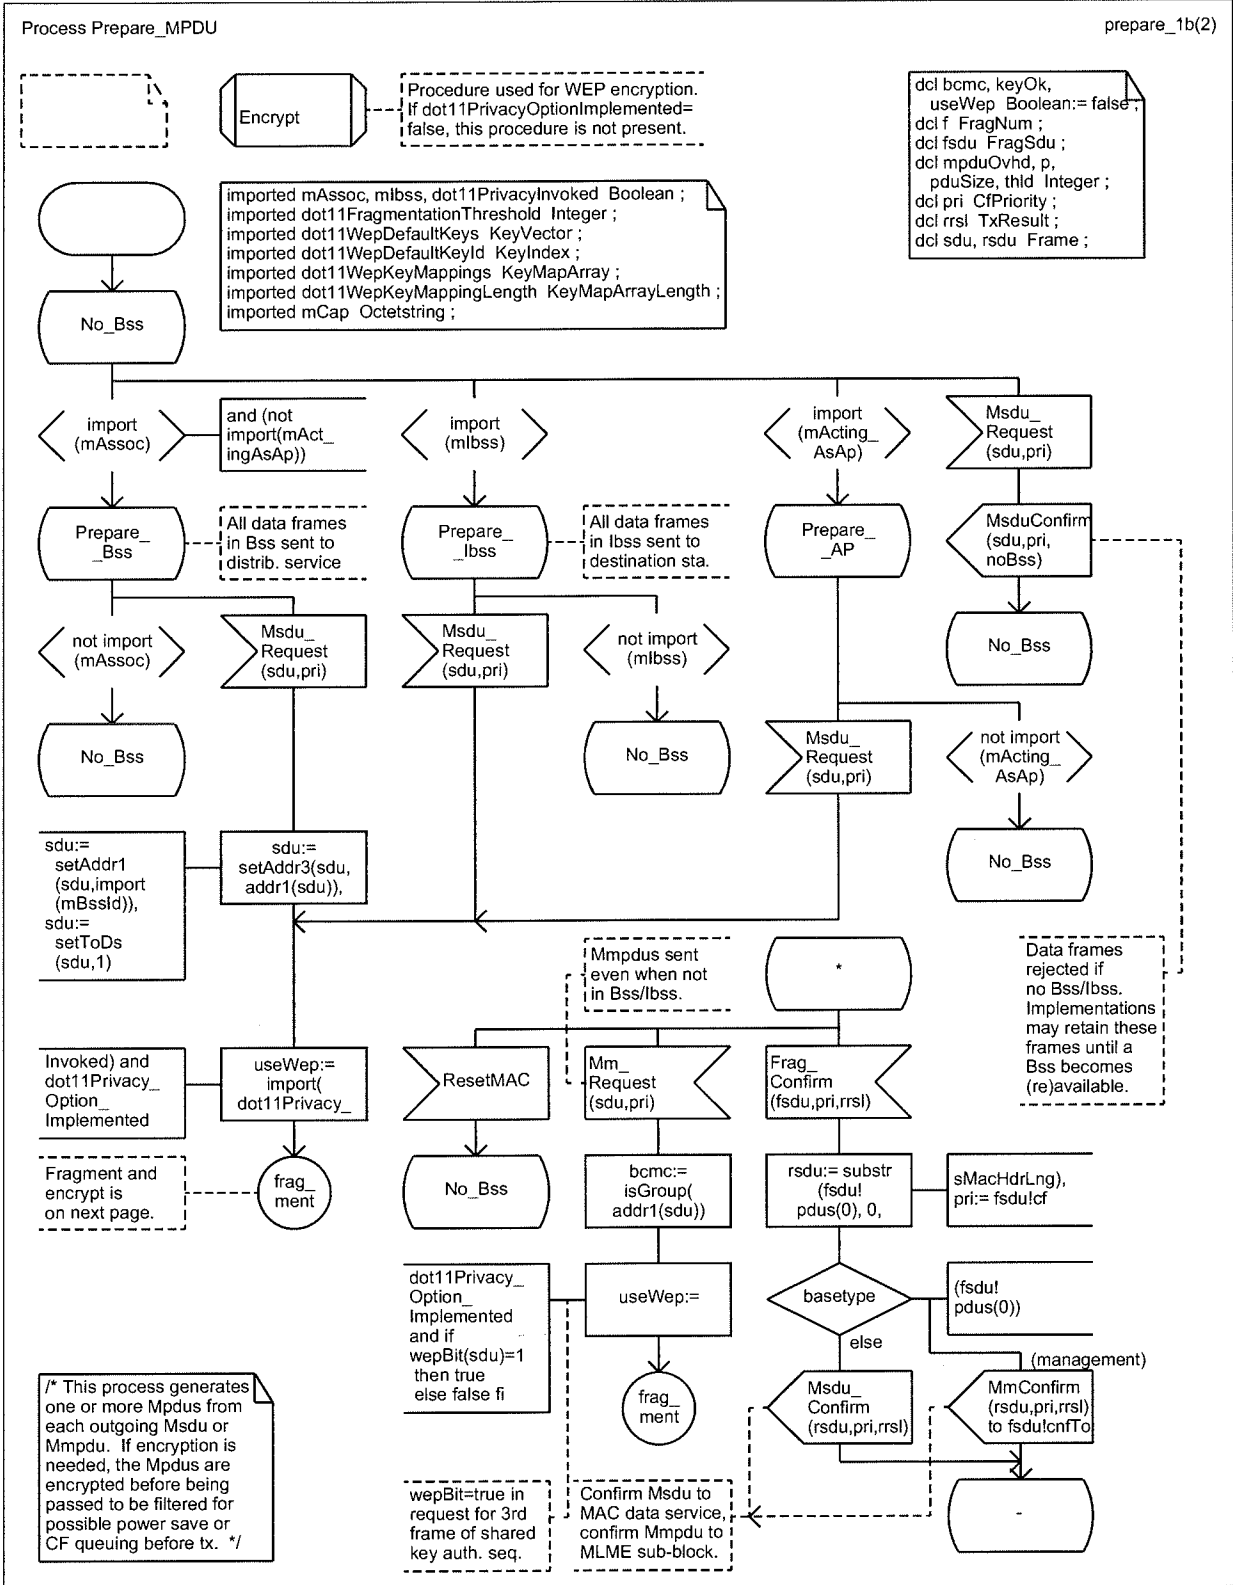 Process Prepare_MPDU
prepare_1b(2)
Encrypt
Procedure used for WEP encryption.
If dot11PrivacyOptionImplemented=
false, this procedure is not present.
dcl bcmc, keyOk,
useWep Boolean:= false ;
dcl f FragNum ;
dcl fsdu FragSdu ;
dcl mpduOvhd, p,
pduSize, thld Integer ;
dcl pri CfPriority ;
dcl rrsl TxResult ;
dcl sdu, rsdu Frame ;
imported mAssoc, mIbss, dot11PrivacyInvoked Boolean ;
imported dot11FragmentationThreshold Integer ;
imported dot11WepDefaultKeys KeyVector ;
imported dot11WepDefaultKeyId KeyIndex ;
imported dot11WepKeyMappings KeyMapArray ;
imported dot11WepKeyMappingLength KeyMapArrayLength ;
imported mCap Octetstring ;
No_Bss
import
(mAssoc)
and (not
import(mAct_
ingAsAp))
import
(mIbss)
import
(mActing_
AsAp)
Msdu_
Request
(sdu,pri)
Prepare_
_Bss
All data frames
in Bss sent to
distrib. service
Prepare_
_Ibss
All data frames
in Ibss sent to
destination sta.
Prepare_
_AP
MsduConfirm
(sdu,pri,
noBss)
not import
(mAssoc)
Msdu_
Request
(sdu,pri)
Msdu_
Request
(sdu,pri)
not import
(mIbss)
No_Bss
No_Bss
No_Bss
Msdu_
Request
(sdu,pri)
not import
(mActing_
AsAp)
No_Bss
sdu:=
setAddr1
(sdu,import
(mBssId)),
sdu:=
setToDs
(sdu,1)
sdu:=
setAddr3(sdu,
addr1(sdu)),
Mmpdus sent
even when not
in Bss/Ibss.
*
Data frames
rejected if
no Bss/Ibss.
Implementations
may retain these
frames until a
Bss becomes
(re)available.
Invoked) and
dot11Privacy_
Option_
Implemented
useWep:=
import(
dot11Privacy_
ResetMAC
Mm_
Request
(sdu,pri)
Frag_
Confirm
(fsdu,pri,rrsl)
Fragment and
encrypt is
on next page.
frag_
ment
No_Bss
bcmc:=
isGroup(
addr1(sdu))
rsdu:= substr
(fsdu!
pdus(0), 0,
sMacHdrLng),
pri:= fsdu!cf
dot11Privacy_
Option_
Implemented
and if
wepBit(sdu)=1
then true
else false fi
useWep:=
basetype
(fsdu!
pdus(0))
else
(management)
frag_
ment
Msdu_
Confirm
(rsdu,pri,rrsl)
MmConfirm
(rsdu,pri,rrsl)
to fsdu!cnfTo
/* This process generates
one or more Mpdus from
each outgoing Msdu or
Mmpdu. If encryption is
needed, the Mpdus are
encrypted before being
passed to be filtered for
possible power save or
CF queuing before tx. */
wepBit=true in
request for 3rd
frame of shared
key auth. seq.
Confirm Msdu to
MAC data service,
confirm Mmpdu to
MLME sub-block.
-